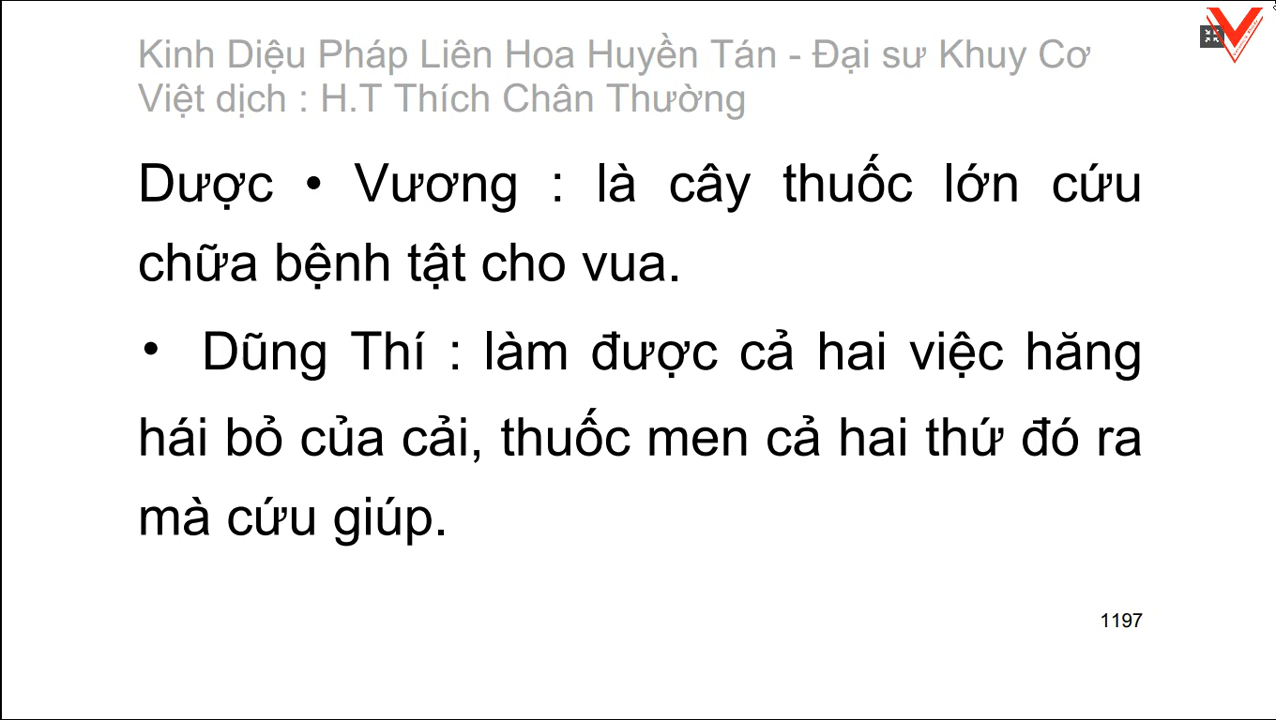 Kinh Diệu Pháp Liên Hoa Huyền Tán - Đại sư Khuy Cơ
Việt dịch : H.T Thích Chân Thường
Dược • Vương : là cây thuốc lớn cứu
chữa bệnh tật cho vua.
• Dũng Thí : làm được cả hai việc hăng
hái bỏ của cải, thuốc men cả hai thứ đó ra
mà cứu giúp.
1197